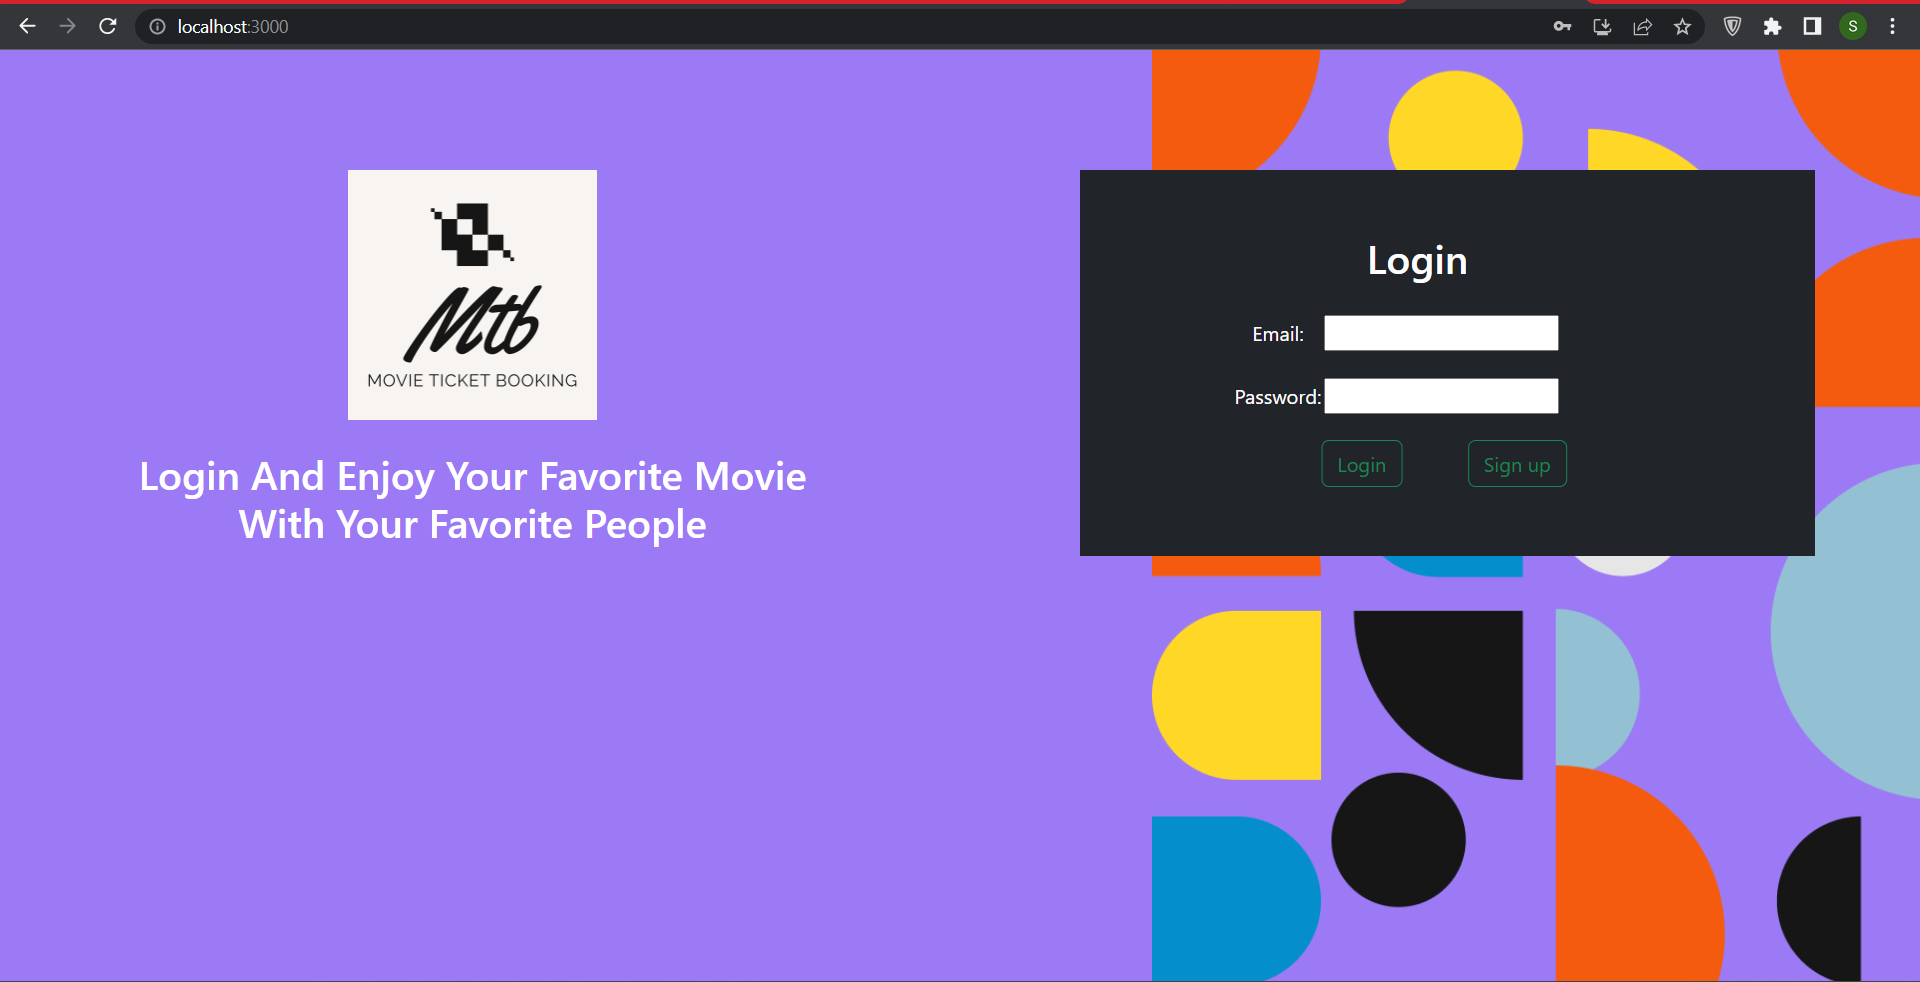 localhost:3000
S
Mtb
MOVIE TICKET BOOKING
Login And Enjoy Your Favorite Movie
With Your Favorite People
Login
Email:
Password:
Login
Sign up